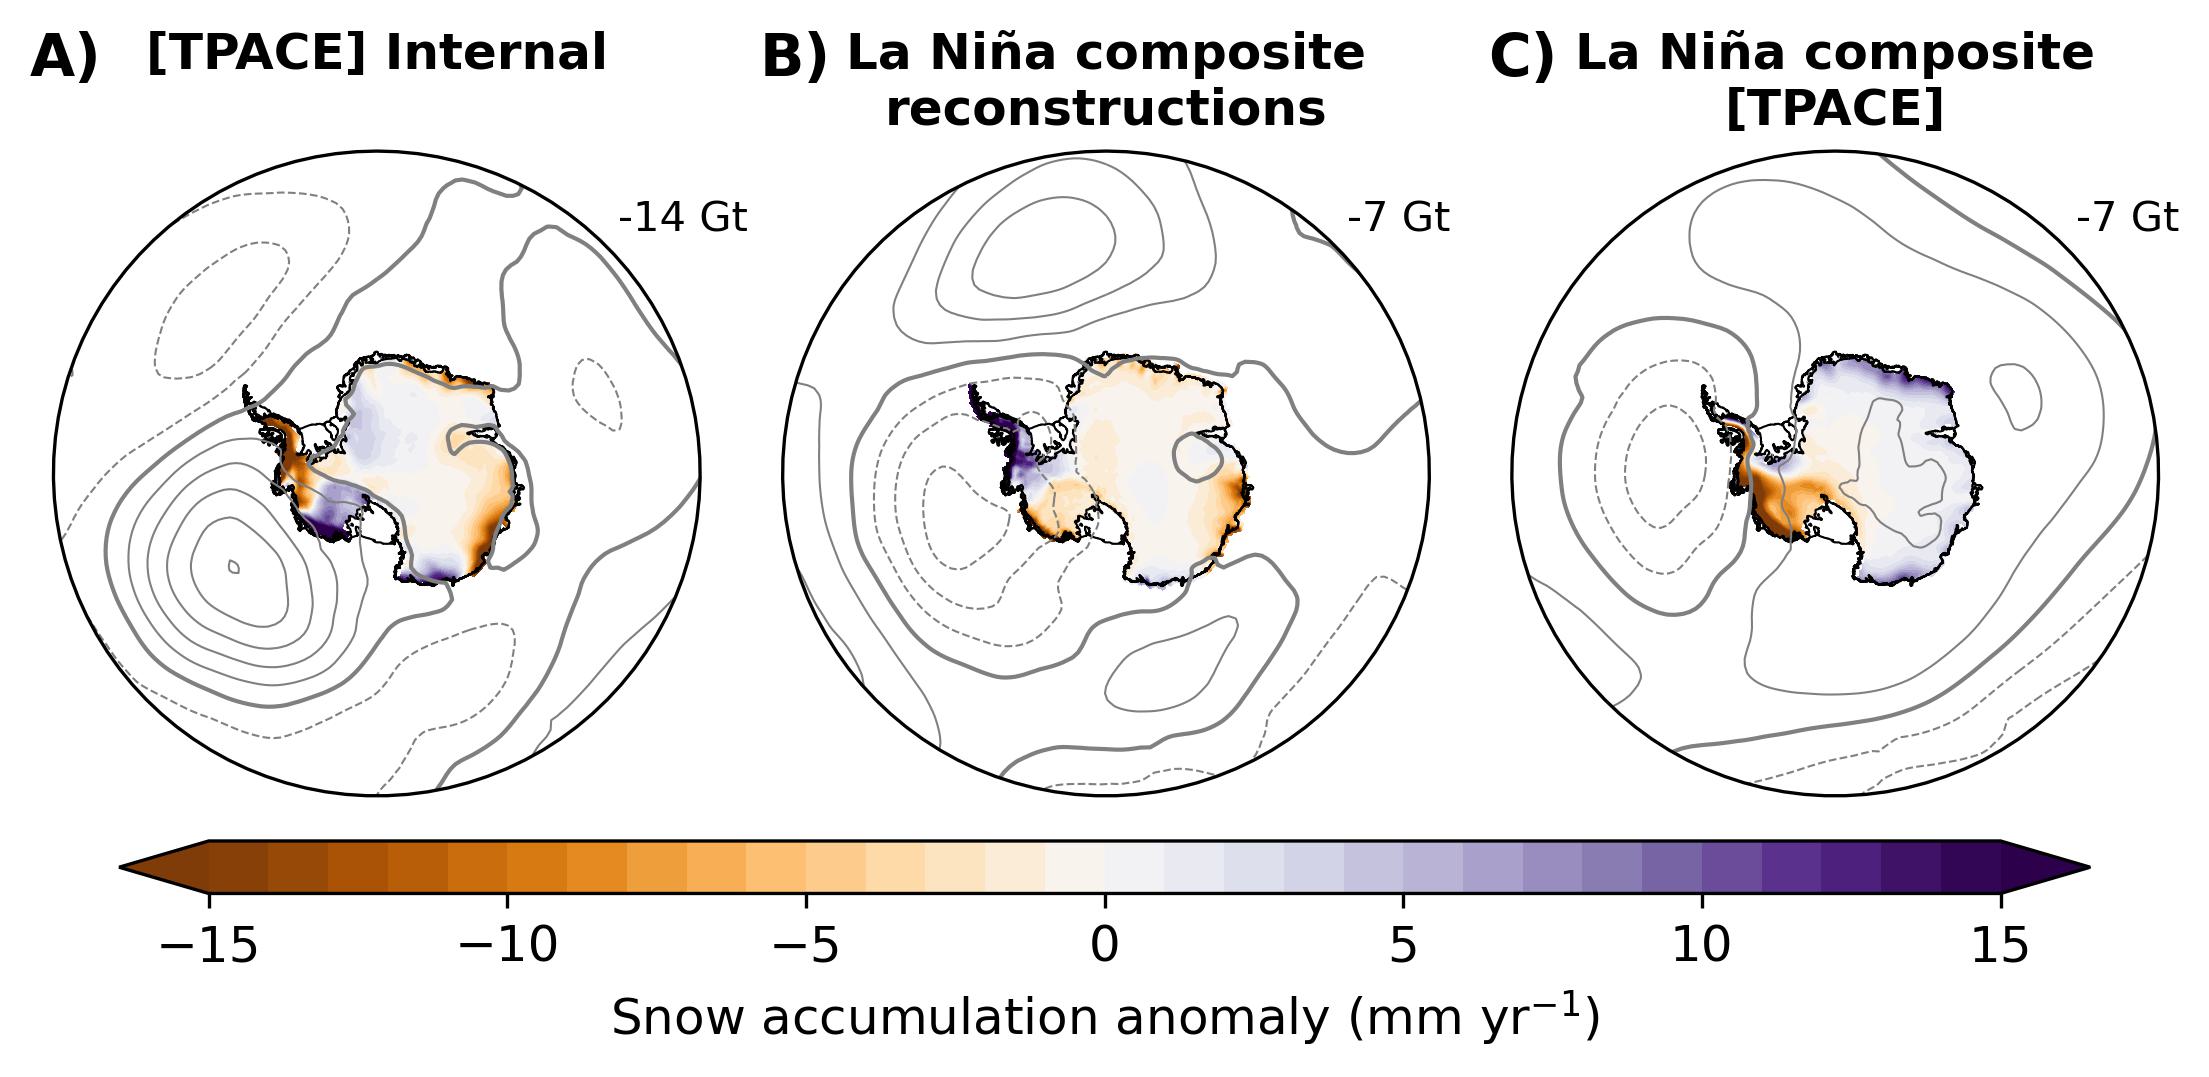 A) [TPACE] Internal
B) La Niña composite
reconstructions
C) La Niña composite
[TPACE]
-14 Gt
-7 Gt
-7 Gt
−15 −10 −5 0 5 10 15
Snow accumulation anomaly (mm yr⁻¹)